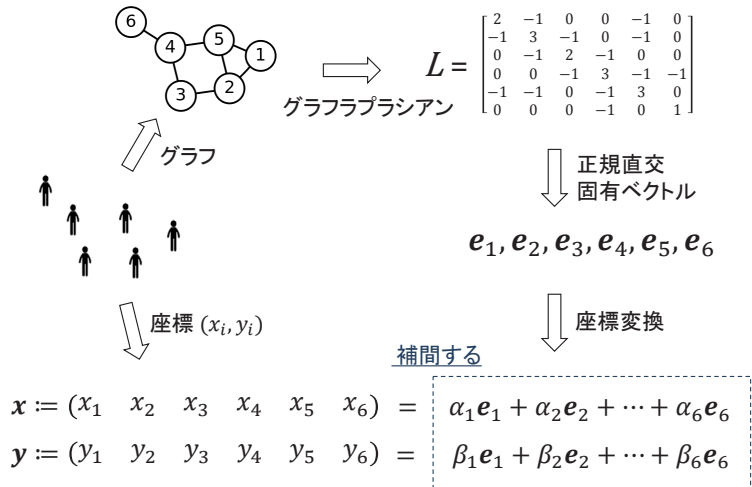 6
4
5
1
3
2
グラフラプラシアン
L =
2 −1 0 0 −1 0
−1 3 −1 0 −1 0
0 −1 2 −1 0 0
0 0 −1 3 −1 −1
−1 −1 0 −1 3 0
0 0 0 −1 0 1
グラフ
正規直交
固有ベクトル
e₁, e₂, e₃, e₄, e₅, e₆
座標 (xᵢ, yᵢ)
座標変換
補間する
x ≔ (x₁ x₂ x₃ x₄ x₅ x₆) = α₁e₁ + α₂e₂ + ⋯ + α₆e₆
y ≔ (y₁ y₂ y₃ y₄ y₅ y₆) = β₁e₁ + β₂e₂ + ⋯ + β₆e₆